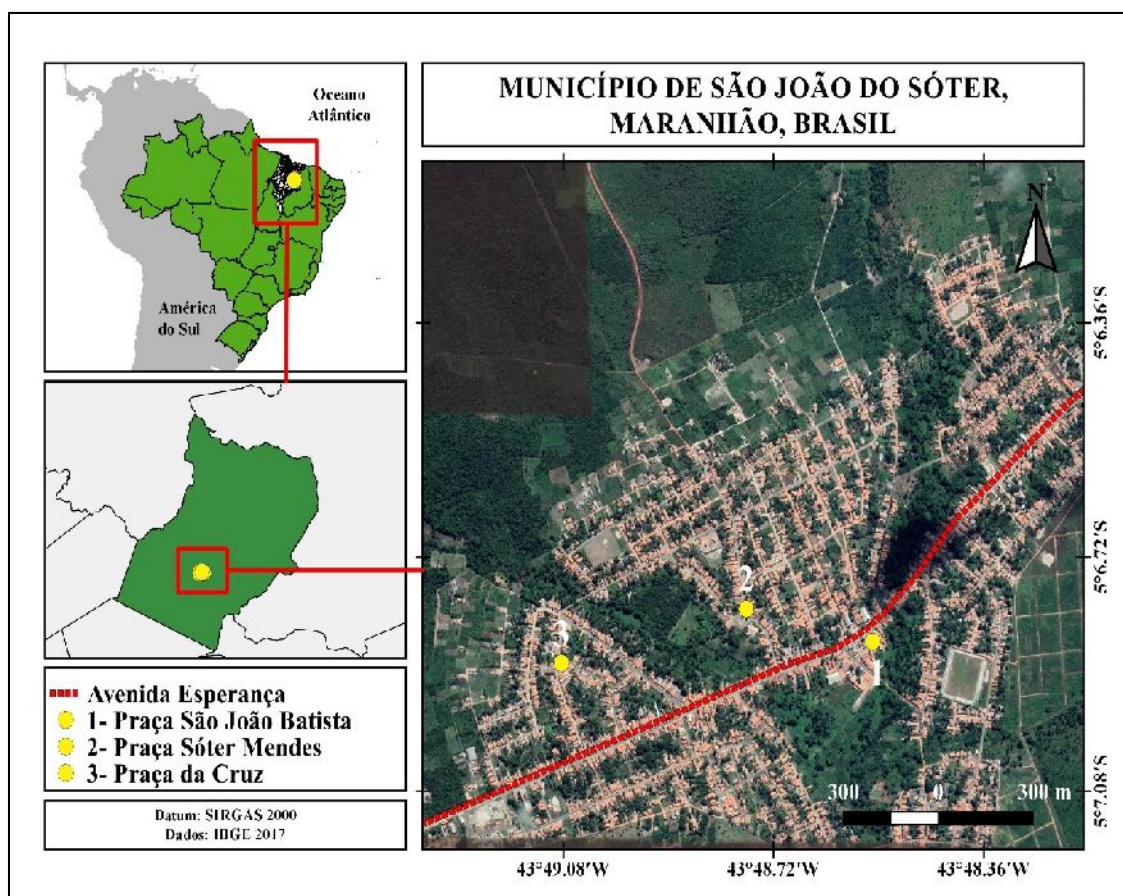 Oceano
Atlântico
América
do Sul
MUNICÍPIO DE SÃO JOÃO DO SÓTER,
MARANHÃO, BRASIL
N
5°6.36'S
5°6.72'S
5°7.08'S
2
3
1
300 0 300 m
43°49.08'W 43°48.72'W 43°48.36'W
Avenida Esperança
1- Praça São João Batista
2- Praça Sóter Mendes
3- Praça da Cruz
Datum: SIRGAS 2000
Dados: IBGE 2017